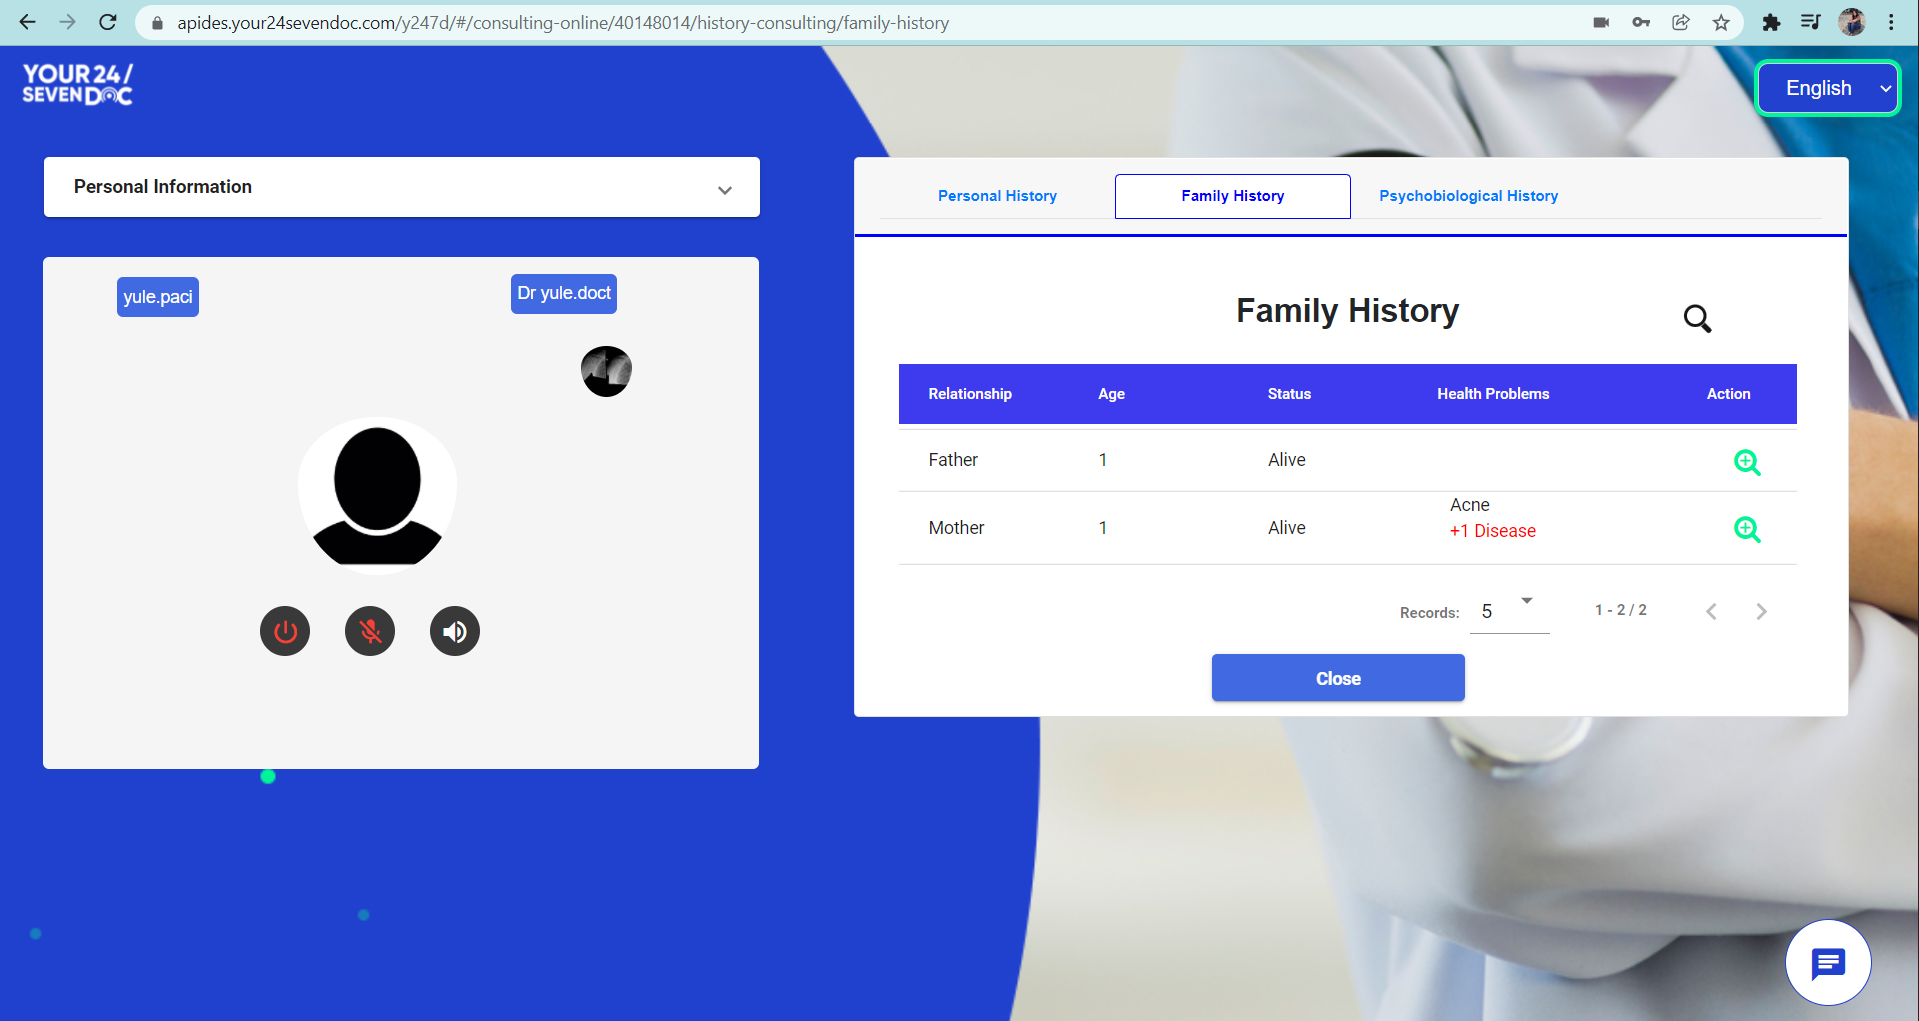 apides.your24sevendoc.com/y247d/#/consulting-online/40148014/history-consulting/family-history
YOUR 24/
SEVEN DOC
English
Personal Information
Personal History
Family History
Psychobiological History
yule.paci
Dr yule.doct
Family History
Relationship Age Status Health Problems Action
Father 1 Alive
Mother 1 Alive Acne
+1 Disease
Records: 5 1 - 2 / 2
Close